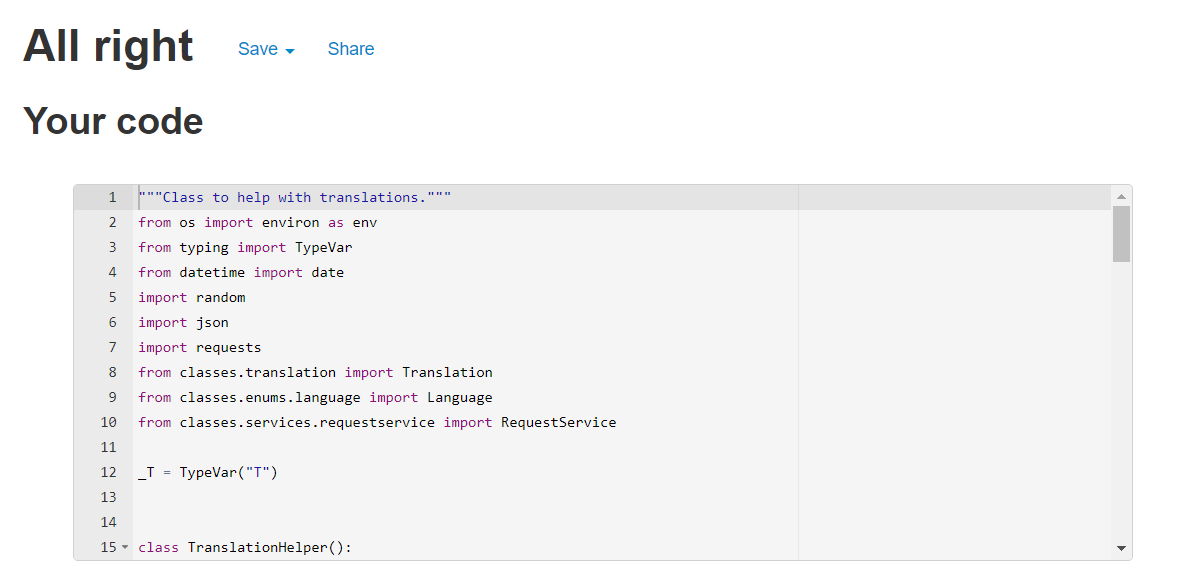 All right Save Share
Your code
1 """Class to help with translations."""
2 from os import environ as env
3 from typing import TypeVar
4 from datetime import date
5 import random
6 import json
7 import requests
8 from classes.translation import Translation
9 from classes.enums.language import Language
10 from classes.services.requestservice import RequestService
11
12 _T = TypeVar("T")
13
14
15 class TranslationHelper():